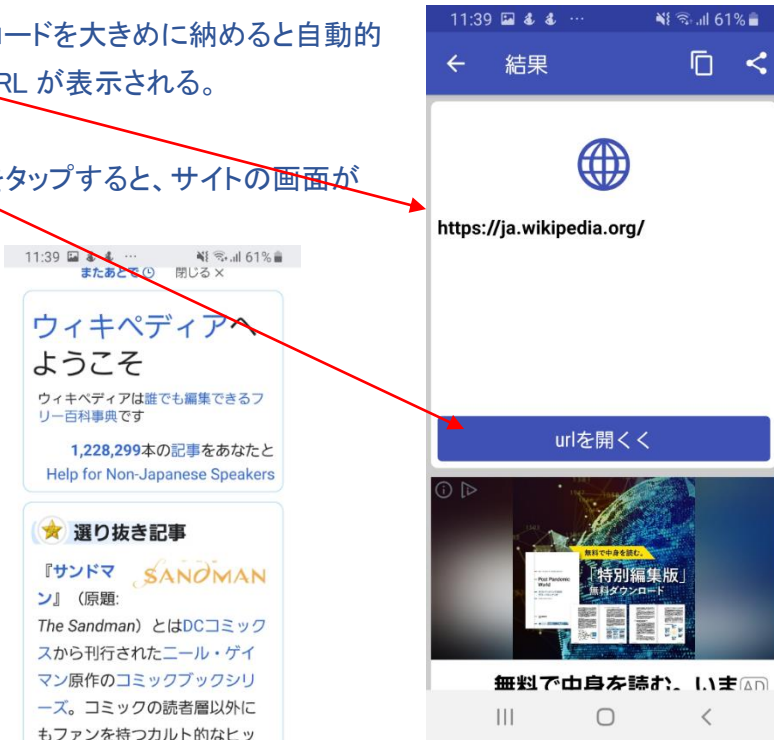 コードを大きめに納めると自動的
RL が表示される。
をタップすると、サイトの画面が
11:39 61%
またあとで 閉じる ×
ウィキペディアへ
ようこそ
ウィキペディアは誰でも編集できるフ
リー百科事典です
1,228,299本の記事をあなたと
Help for Non-Japanese Speakers
選り抜き記事
『サンドマ
ン』（原題:
SANDMAN
The Sandman）とはDCコミック
スから刊行されたニール・ゲイ
マン原作のコミックブックシリ
ーズ。コミックの読者層以外に
もファンを持つカルト的なヒッ
11:39 61%
結果
https://ja.wikipedia.org/
urlを開くく
無料で中身を読む。
Post Pandemic
World
「特別編集版」
無料ダウンロード
無料で中身を読む。いま
AD